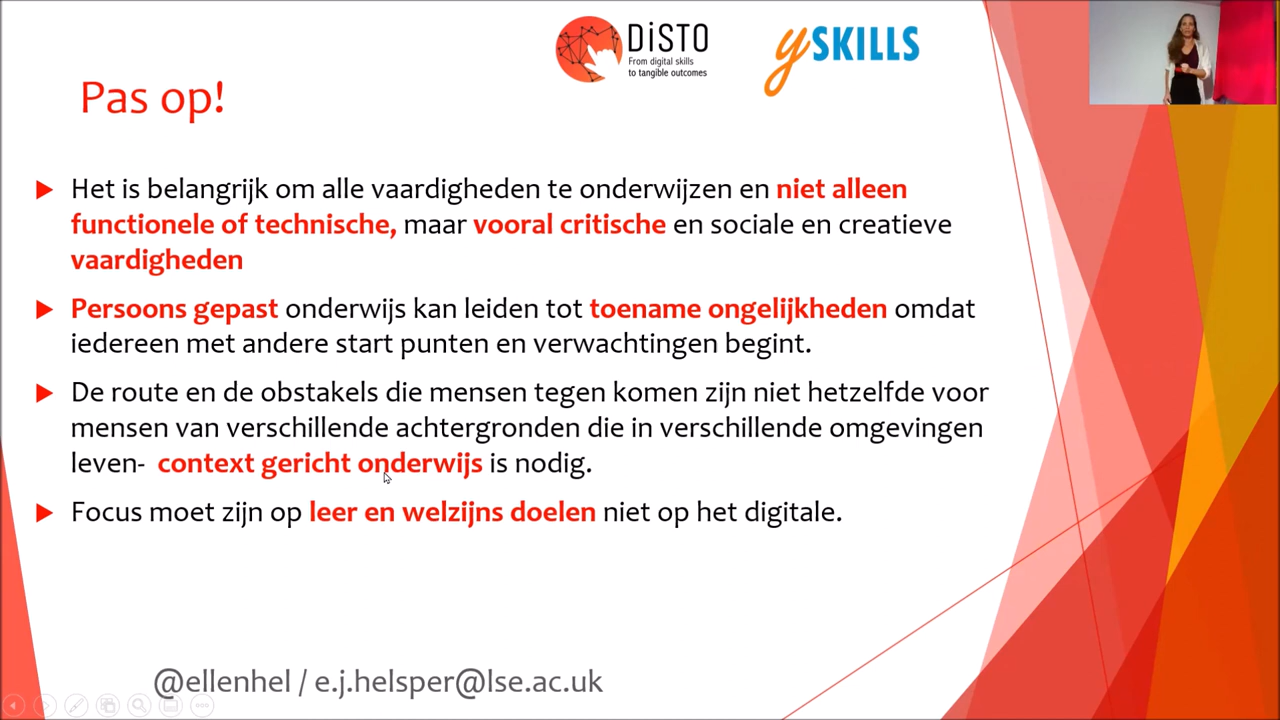 DiSTO
From digital skills
to tangible outcomes
ySKILLS
Pas op!
Het is belangrijk om alle vaardigheden te onderwijzen en niet alleen
functionele of technische, maar vooral critische en sociale en creatieve
vaardigheden
Persoons gepast onderwijs kan leiden tot toename ongelijkheden omdat
iedereen met andere start punten en verwachtingen begint.
De route en de obstakels die mensen tegen komen zijn niet hetzelfde voor
mensen van verschillende achtergronden die in verschillende omgevingen
leven- context gericht onderwijs is nodig.
Focus moet zijn op leer en welzijns doelen niet op het digitale.
@ellenhel / e.j.helsper@lse.ac.uk